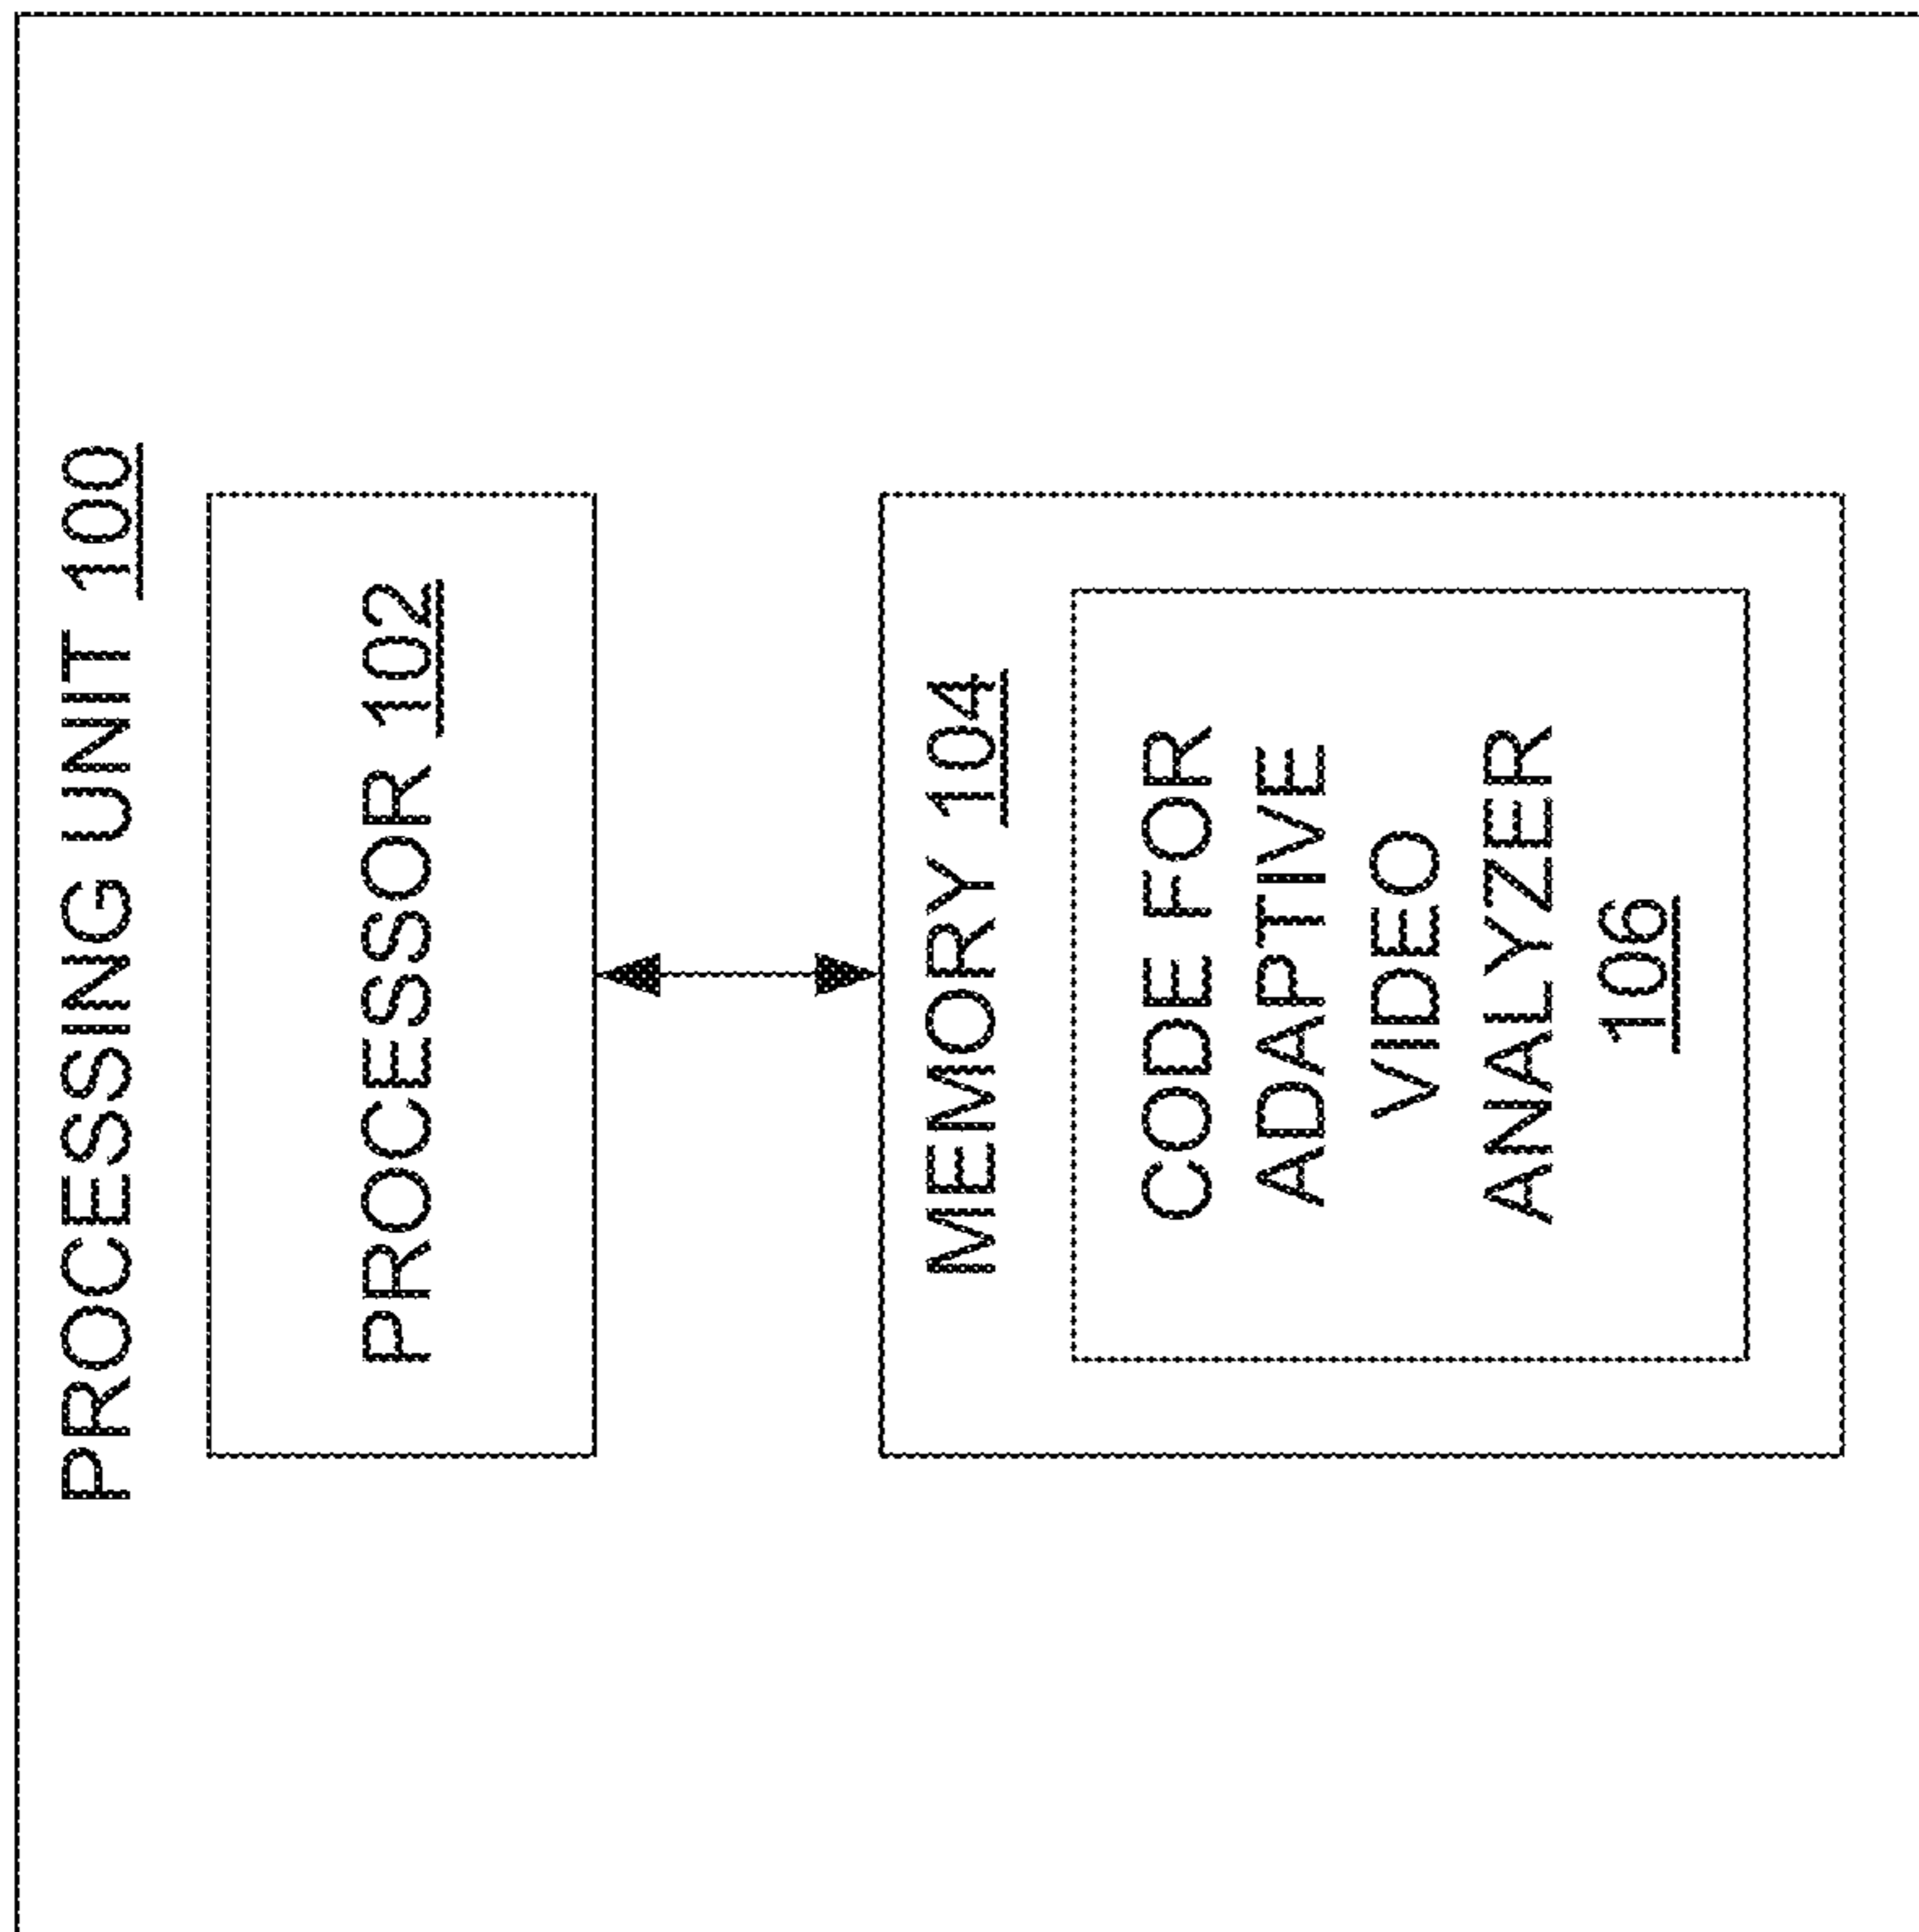 PROCESSING UNIT 100
PROCESSOR 102
MEMORY 104
CODE FOR
ADAPTIVE
VIDEO
ANALYZER
106